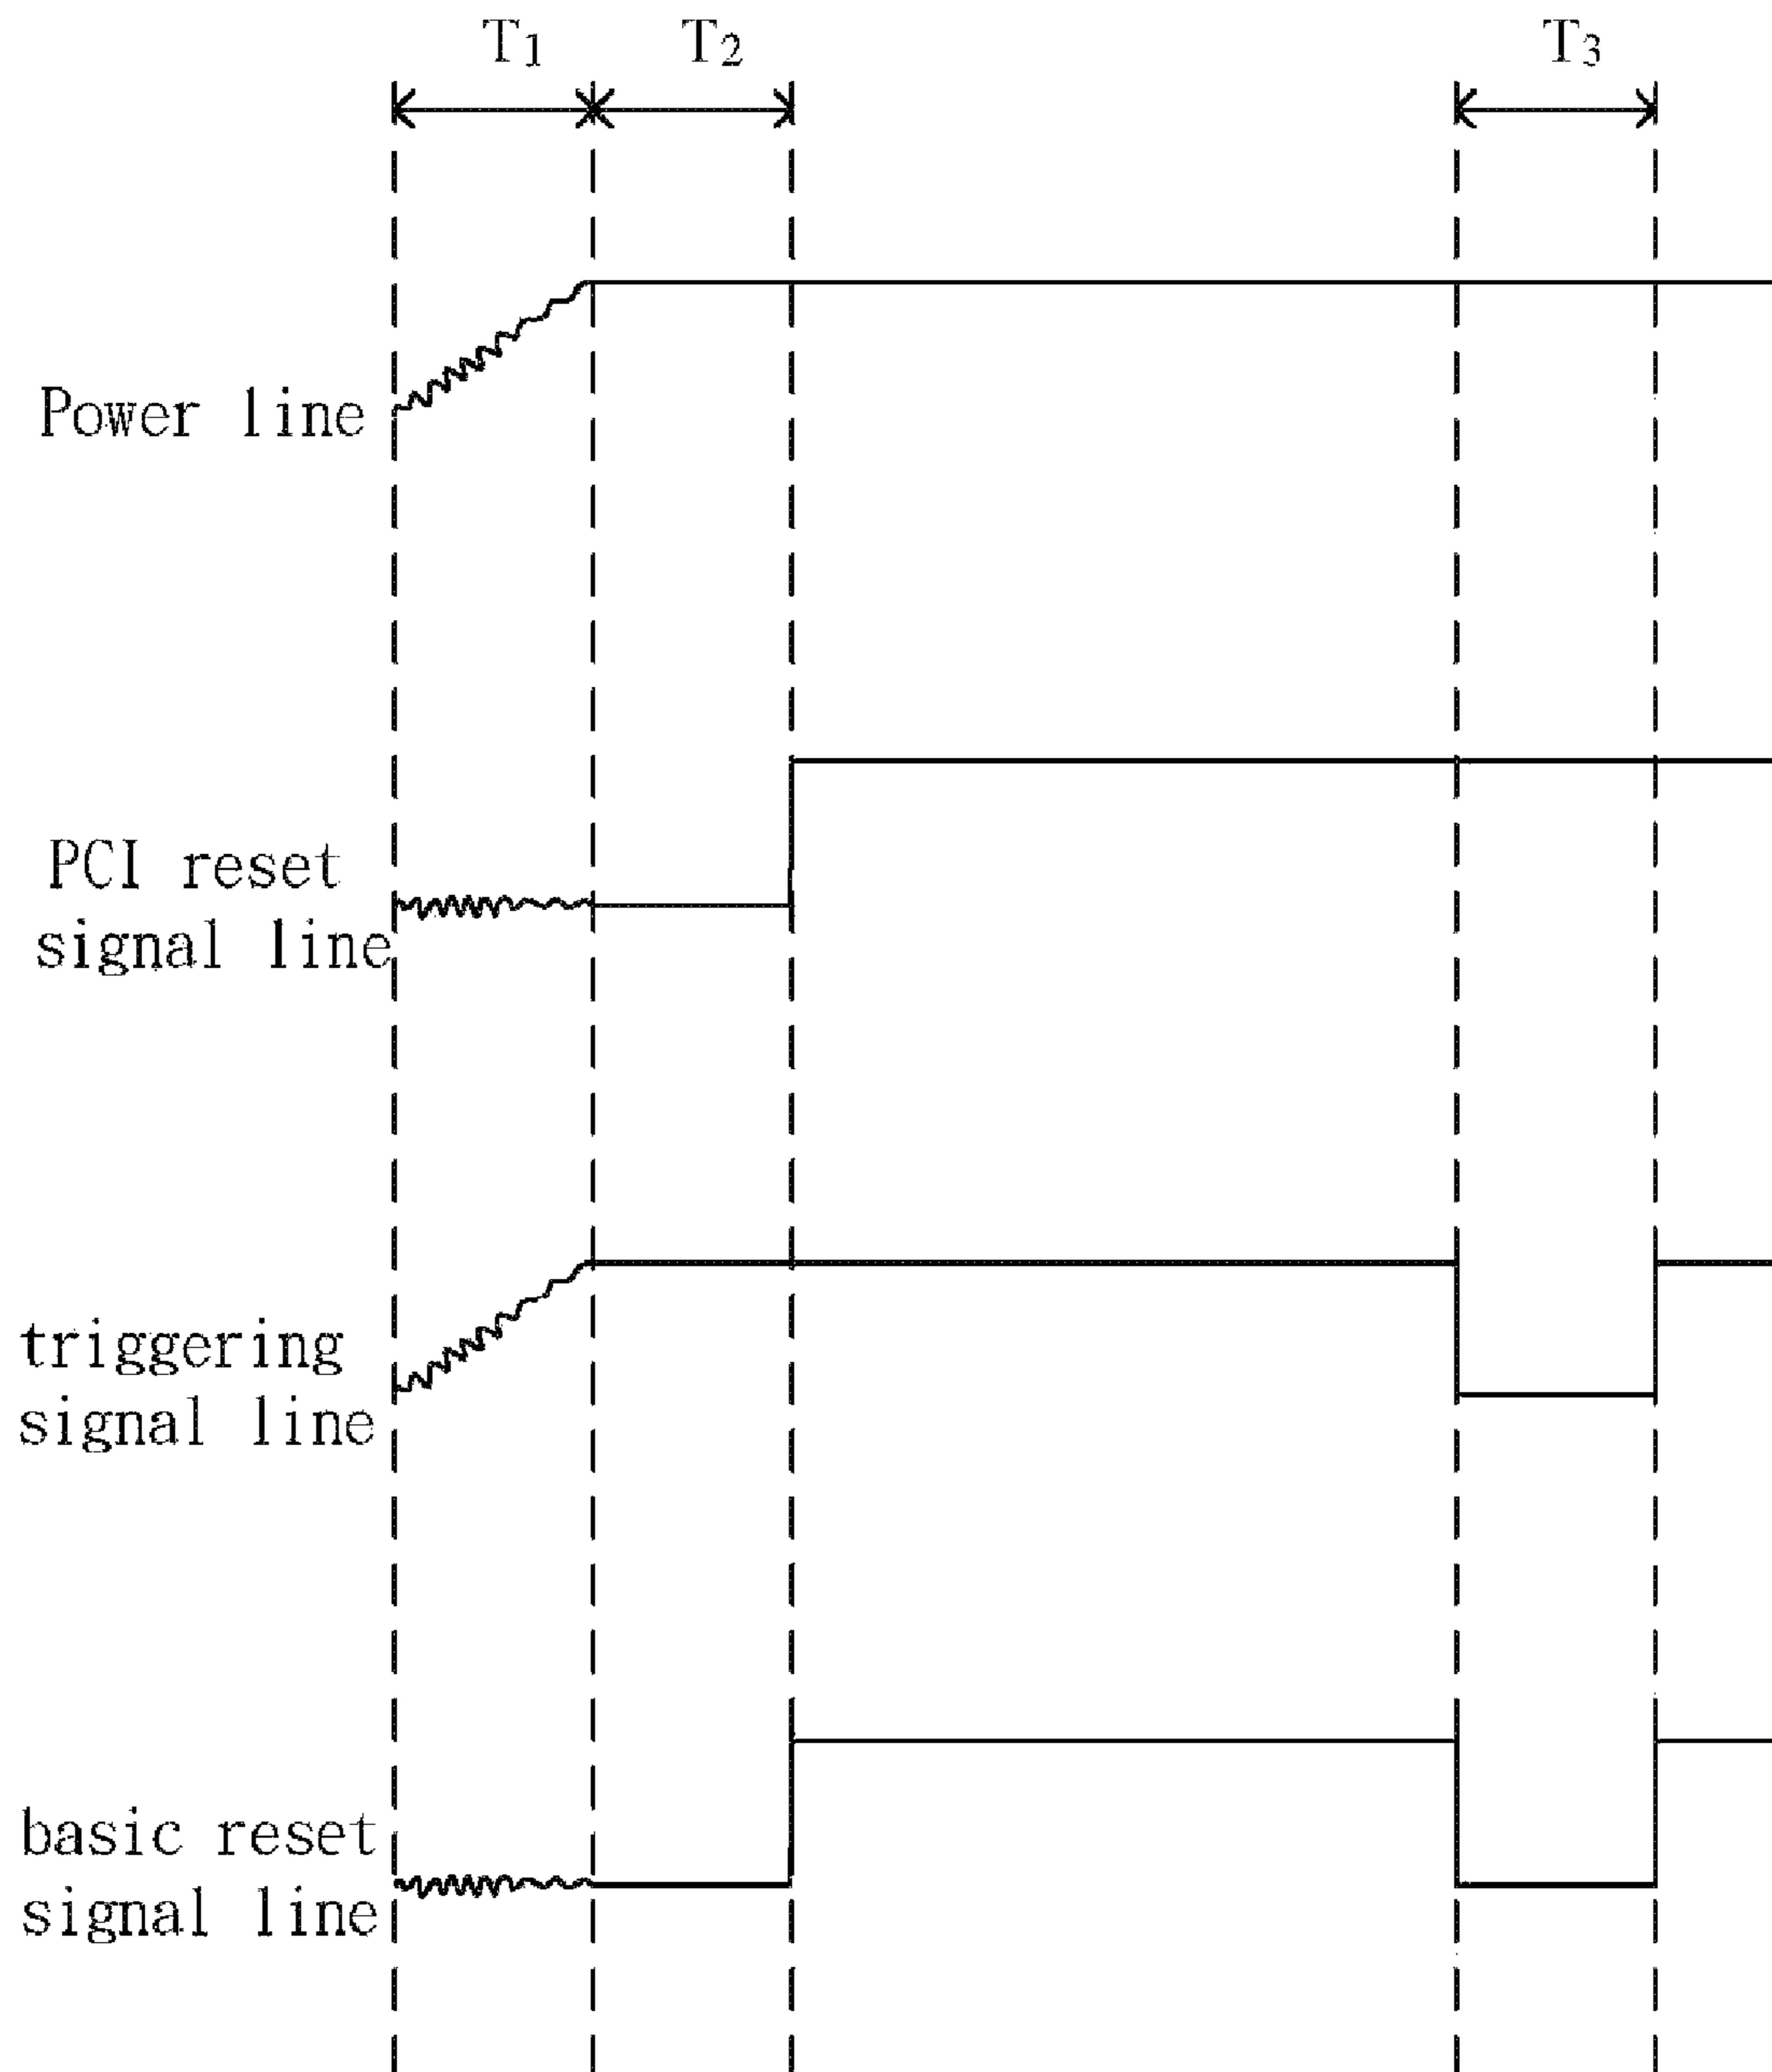 T1 T2 T3
Power line
PCI reset
signal line
triggering
signal line
basic reset
signal line